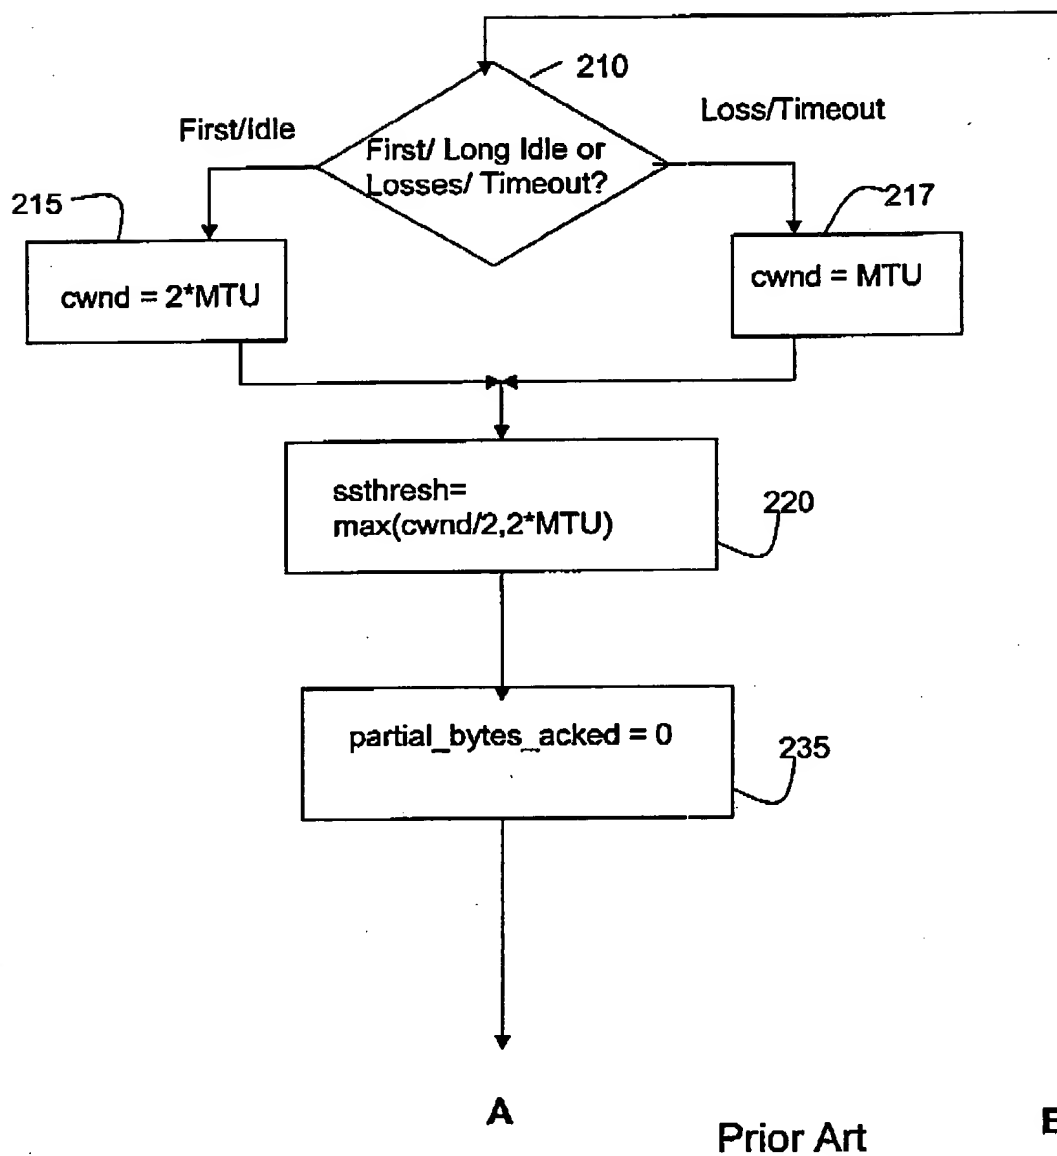 210
First/Idle
Loss/Timeout
First/ Long Idle or
Losses/ Timeout?
215
217
cwnd = 2*MTU
cwnd = MTU
ssthresh=
max(cwnd/2,2*MTU)
220
partial_bytes_acked = 0
235
A
Prior Art